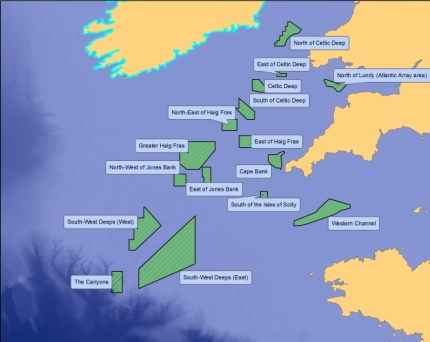 North of Celtic Deep
East of Celtic Deep
North of Lundy (Atlantic Array area)
Celtic Deep
South of Celtic Deep
North-East of Haig Fras
East of Haig Fras
Greater Haig Fras
North-West of Jones Bank
Cape Bank
East of Jones Bank
South of the Isles of Scilly
South-West Deeps (West)
Western Channel
South-West Deeps (East)
The Canyons